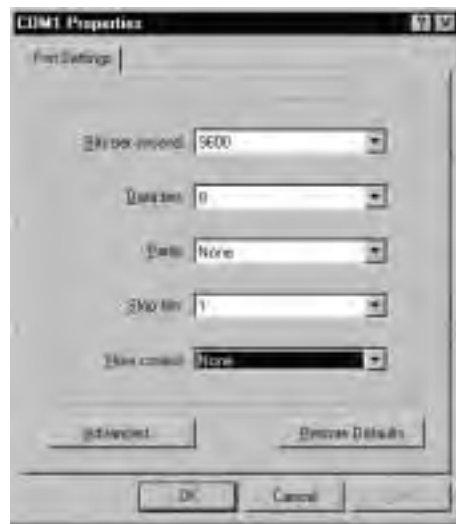 COM1 Properties
Port Settings
Bits per second: 9600
Data bits: 8
Parity: None
Stop bits: 1
Flow control: None
Advanced...
Restore Defaults
OK
Cancel